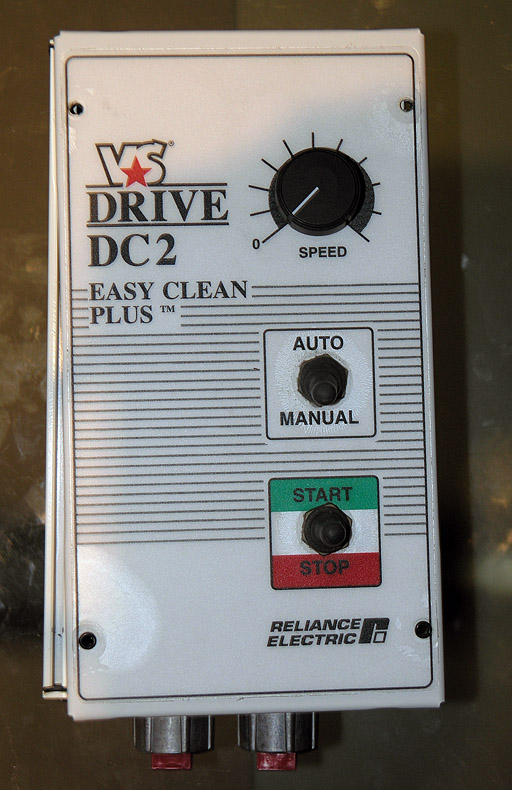 VS®
DRIVE
DC2
EASY CLEAN
PLUS™
0
SPEED
AUTO
MANUAL
START
STOP
RELIANCE
ELECTRIC